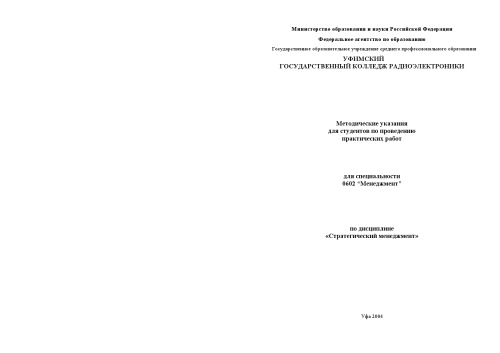 Министерство образования и науки Российской Федерации
Федеральное агентство по образованию
Государственное образовательное учреждение среднего профессионального образования
УФИМСКИЙ
ГОСУДАРСТВЕННЫЙ КОЛЛЕДЖ РАДИОЭЛЕКТРОНИКИ
Методические указания
для студентов по проведению
практических работ
для специальности
0602 “Менеджмент”
по дисциплине
«Стратегический менеджмент»
Уфа 2004